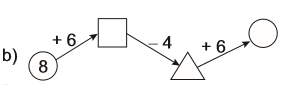 b) 8 + 6 – 4 + 6